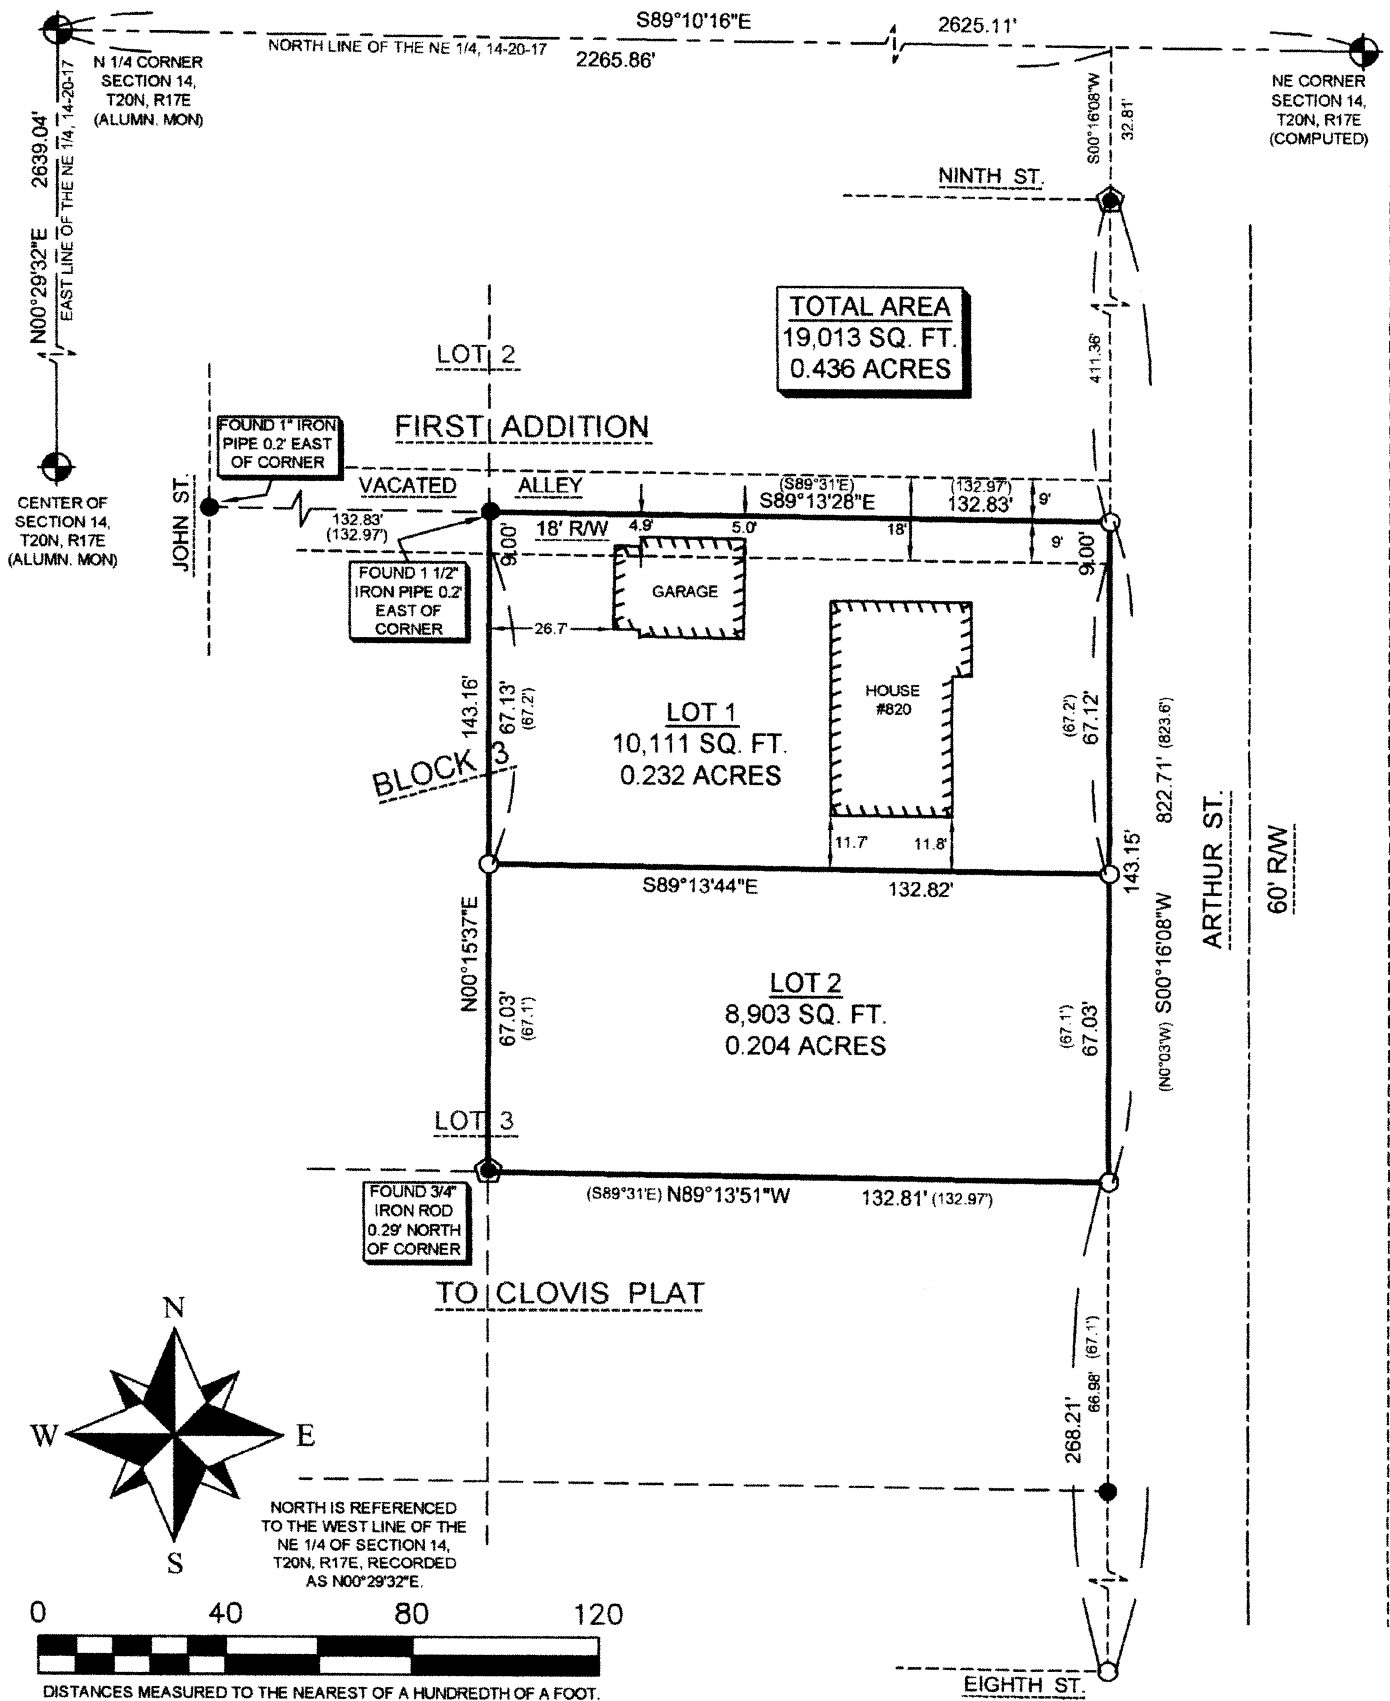 S89°10'16"E
2625.11'
NORTH LINE OF THE NE 1/4, 14-20-17
2265.86'
N 1/4 CORNER
SECTION 14,
T20N, R17E
(ALUMN. MON)
NE CORNER
SECTION 14,
T20N, R17E
(COMPUTED)
N00°29'32"E 2639.04'
EAST LINE OF THE NE 1/4, 14-20-17
S00°16'08"W
32.81'
NINTH ST.
TOTAL AREA
19,013 SQ. FT.
0.436 ACRES
411.36'
LOT 2
FIRST ADDITION
FOUND 1" IRON
PIPE 0.2' EAST
OF CORNER
CENTER OF
SECTION 14,
T20N, R17E
(ALUMN. MON)
JOHN ST.
VACATED ALLEY
(S89°31'E)
S89°13'28"E
(132.97')
132.83'
9'
132.83'
(132.97')
18' R/W
4.9'
5.0'
18'
9'
9.00'
9.00'
FOUND 1 1/2"
IRON PIPE 0.2'
EAST OF
CORNER
GARAGE
26.7'
HOUSE
#820
143.16'
67.13'
(67.2')
LOT 1
10,111 SQ. FT.
0.232 ACRES
(67.2')
67.12'
822.71' (823.6')
BLOCK 3
11.7'
11.8'
143.15'
ARTHUR ST.
60' R/W
S89°13'44"E
132.82'
N00°15'37"E
67.03'
(67.1')
LOT 2
8,903 SQ. FT.
0.204 ACRES
(67.1')
67.03'
(N0°03'W) S00°16'08"W
LOT 3
(S89°31'E) N89°13'51"W
132.81' (132.97')
FOUND 3/4"
IRON ROD
0.29' NORTH
OF CORNER
TO CLOVIS PLAT
268.21'
66.98' (67.1')
N
W
E
S
NORTH IS REFERENCED
TO THE WEST LINE OF THE
NE 1/4 OF SECTION 14,
T20N, R17E, RECORDED
AS N00°29'32"E.
0 40 80 120
DISTANCES MEASURED TO THE NEAREST OF A HUNDREDTH OF A FOOT.
EIGHTH ST.